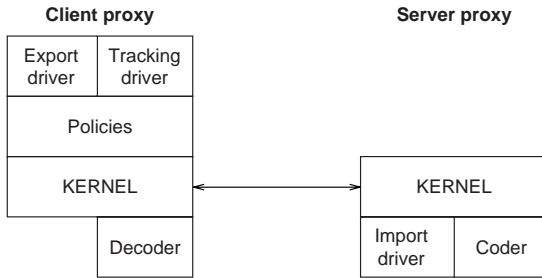 Client proxy
Server proxy
Export
driver
Tracking
driver
Policies
KERNEL
KERNEL
Decoder
Import
driver
Coder